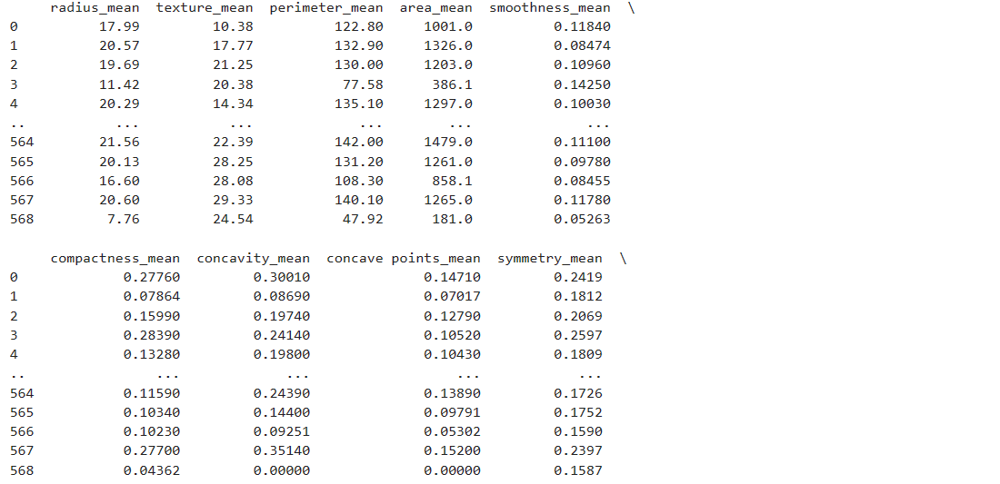 radius_mean  texture_mean  perimeter_mean  area_mean  smoothness_mean  \
0          17.99         10.38          122.80     1001.0          0.11840
1          20.57         17.77          132.90     1326.0          0.08474
2          19.69         21.25          130.00     1203.0          0.10960
3          11.42         20.38           77.58      386.1          0.14250
4          20.29         14.34          135.10     1297.0          0.10030
..           ...           ...             ...        ...              ...
564        21.56         22.39          142.00     1479.0          0.11100
565        20.13         28.25          131.20     1261.0          0.09780
566        16.60         28.08          108.30      858.1          0.08455
567        20.60         29.33          140.10     1265.0          0.11780
568         7.76         24.54           47.92      181.0          0.05263
compactness_mean  concavity_mean  concave points_mean  symmetry_mean  \
0             0.27760         0.30010              0.14710         0.2419
1             0.07864         0.08690              0.07017         0.1812
2             0.15990         0.19740              0.12790         0.2069
3             0.28390         0.24140              0.10520         0.2597
4             0.13280         0.19800              0.10430         0.1809
..                ...             ...                  ...            ...
564           0.11590         0.24390              0.13890         0.1726
565           0.10340         0.14400              0.09791         0.1752
566           0.10230         0.09251              0.05302         0.1590
567           0.27700         0.35140              0.15200         0.2397
568           0.04362         0.00000              0.00000         0.1587